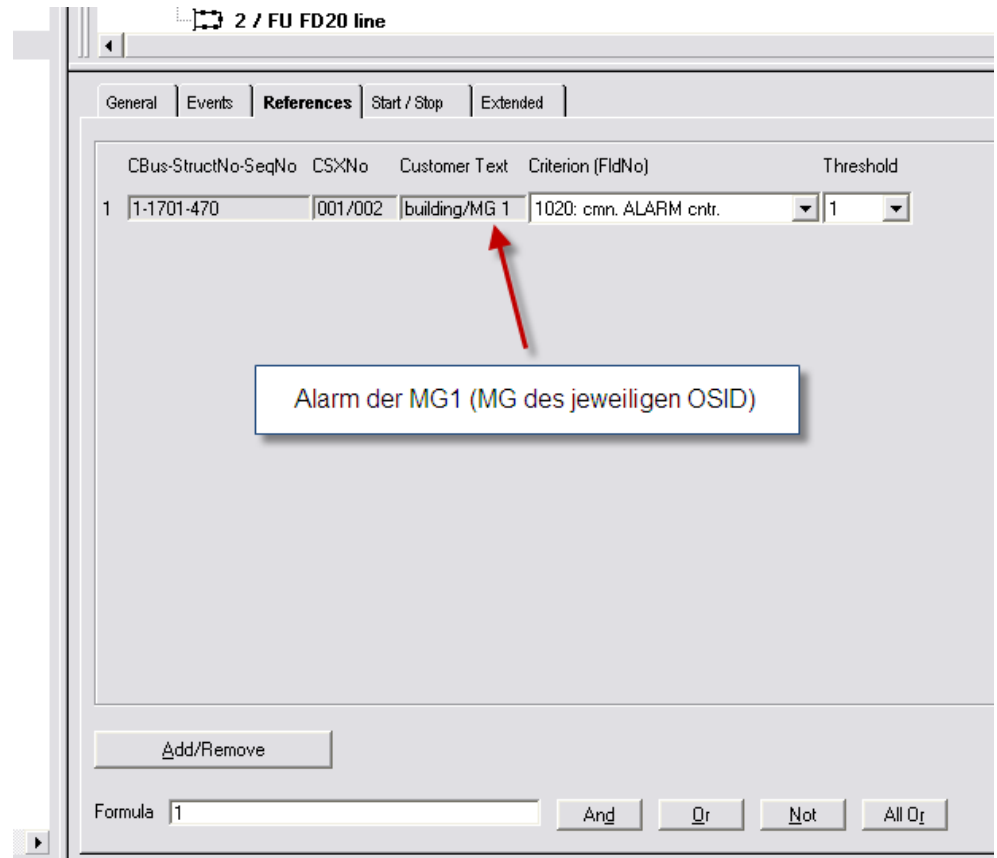 2 / FU FD20 line
General Events References Start / Stop Extended
CBus-StructNo-SeqNo CSXNo Customer Text Criterion (FldNo) Threshold
1 1-1701-470 001/002 building/MG 1 1020: cmn. ALARM cntr. 1
Alarm der MG1 (MG des jeweiligen OSID)
Add/Remove
Formula 1 And Or Not All Or